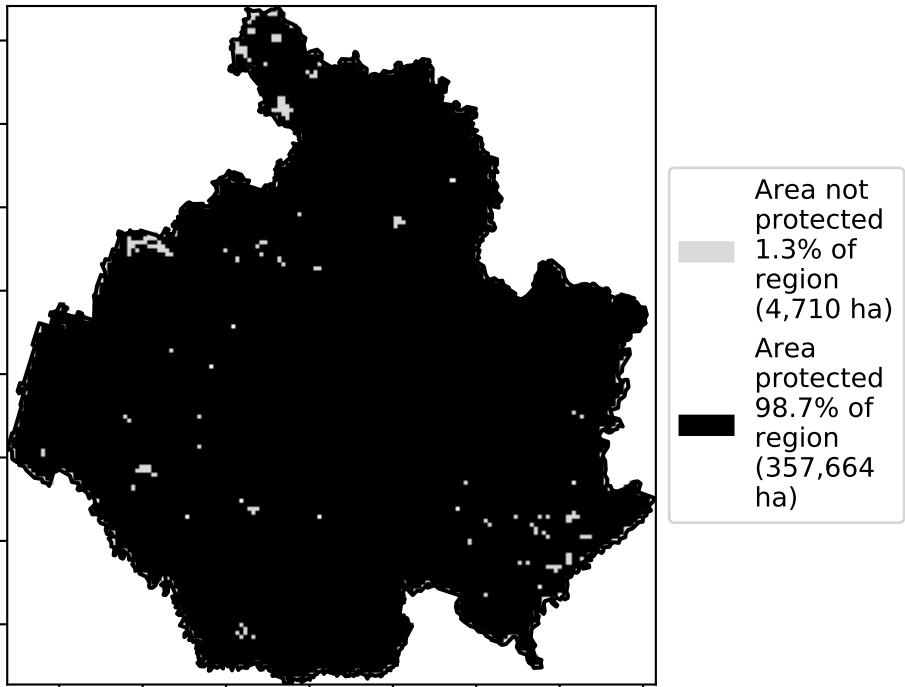 Area not
protected
1.3% of
region
(4,710 ha)
Area
protected
98.7% of
region
(357,664
ha)